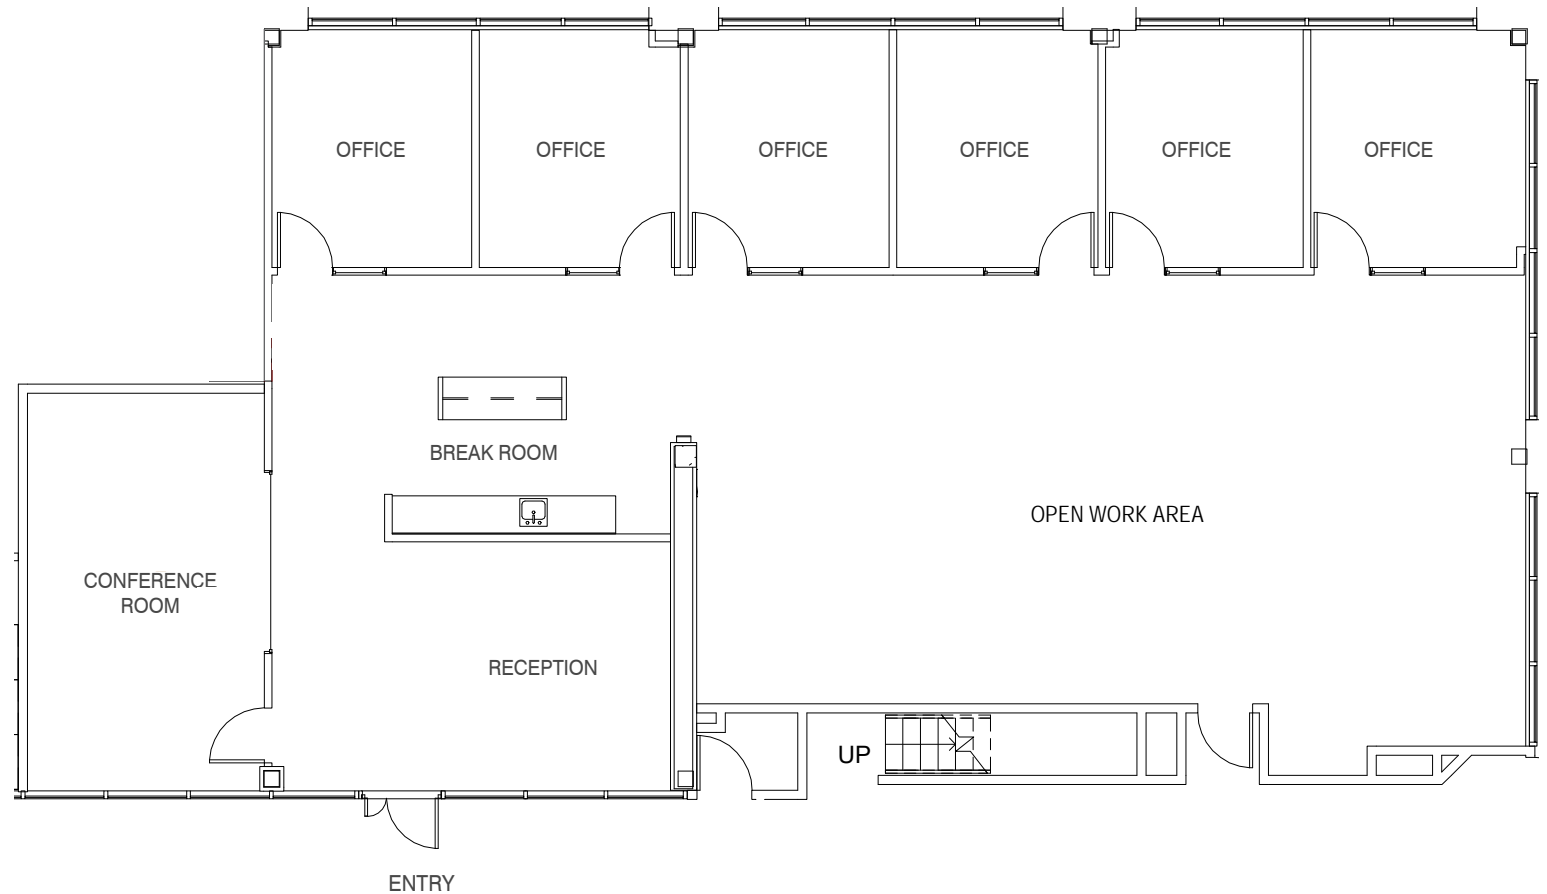 OFFICE
OFFICE
OFFICE
OFFICE
OFFICE
OFFICE
BREAK ROOM
OPEN WORK AREA
CONFERENCE
ROOM
RECEPTION
UP
ENTRY